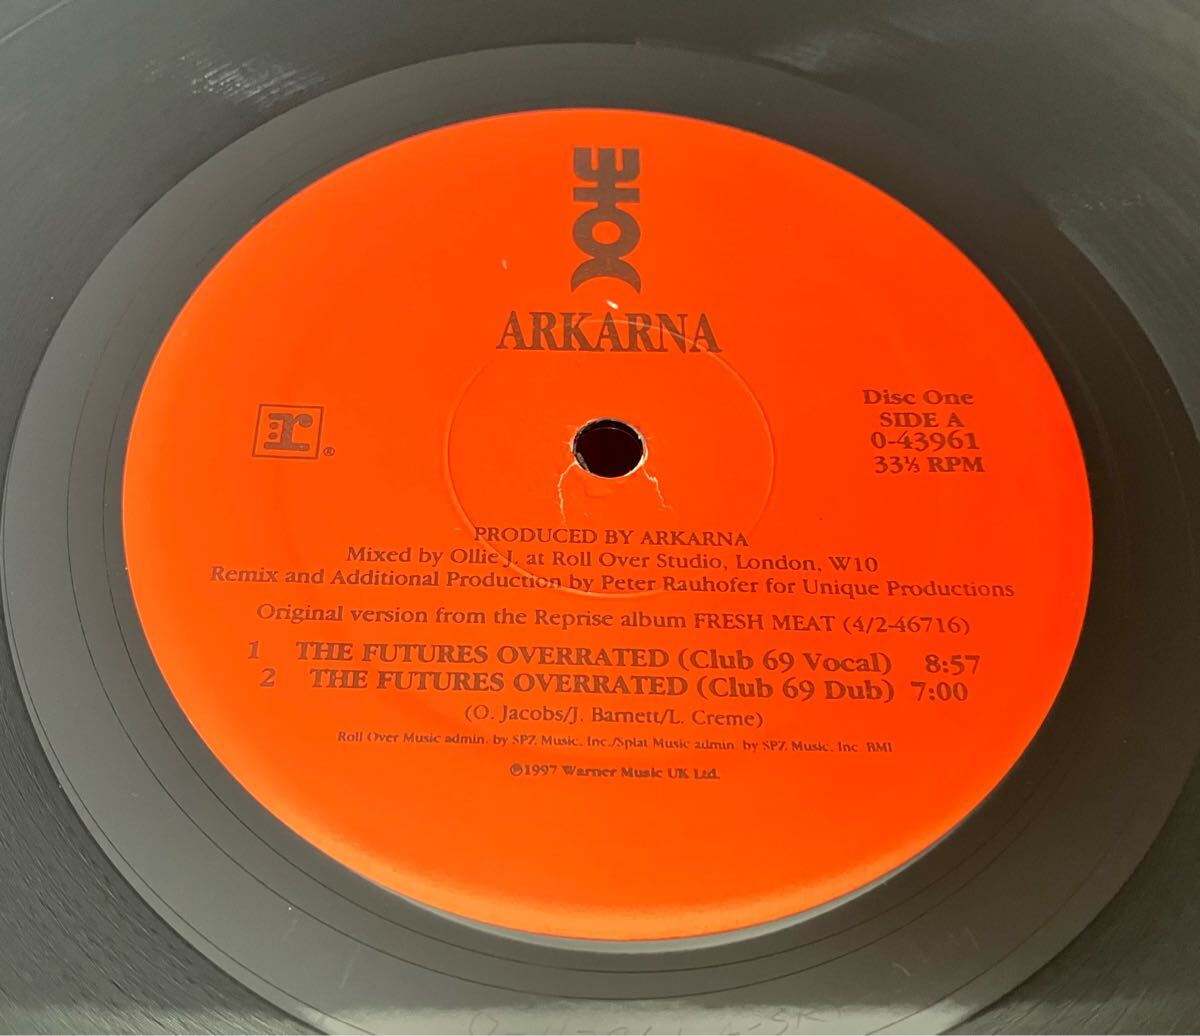 ARKARNA
r ®
Disc One
SIDE A
0-43961
33⅓ RPM
PRODUCED BY ARKARNA
Mixed by Ollie J. at Roll Over Studio, London, W10
Remix and Additional Production by Peter Rauhofer for Unique Productions
Original version from the Reprise album FRESH MEAT (4/2-46716)
1 THE FUTURES OVERRATED (Club 69 Vocal) 8:57
2 THE FUTURES OVERRATED (Club 69 Dub) 7:00
(O. Jacobs/J. Barnett/L. Creme)
Roll Over Music admin. by SPZ Music, Inc./Splat Music admin. by SPZ Music, Inc. BMI
℗1997 Warner Music UK Ltd.